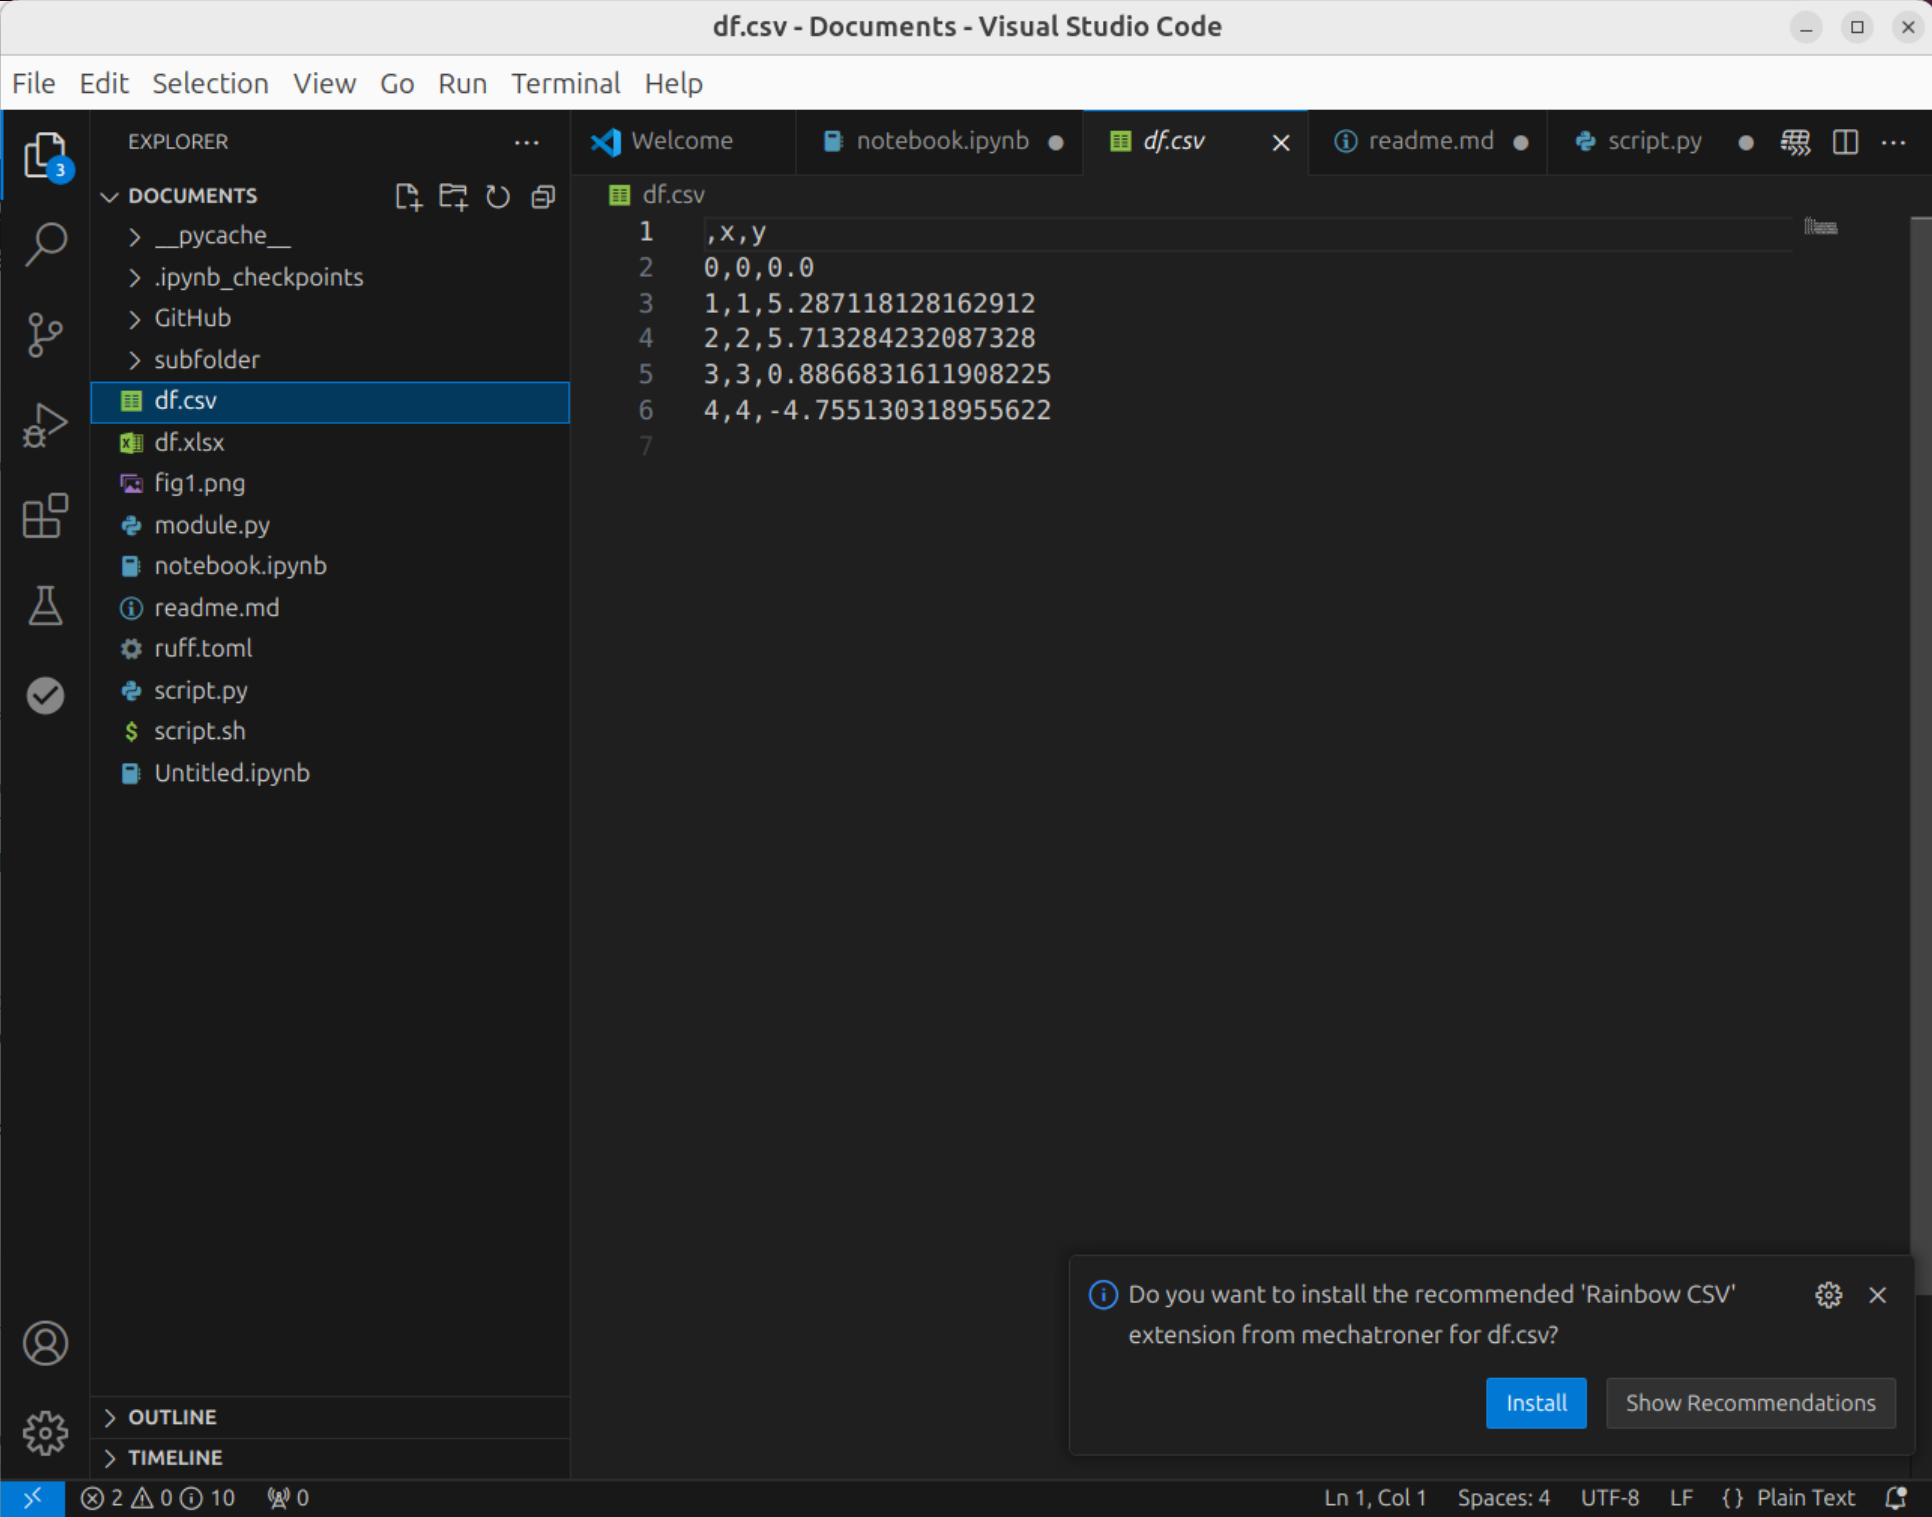 df.csv - Documents - Visual Studio Code
File Edit Selection View Go Run Terminal Help
3
EXPLORER
DOCUMENTS
__pycache__
.ipynb_checkpoints
GitHub
subfolder
df.csv
df.xlsx
fig1.png
module.py
notebook.ipynb
readme.md
ruff.toml
script.py
$ script.sh
Untitled.ipynb
OUTLINE
TIMELINE
Welcome notebook.ipynb df.csv readme.md script.py
df.csv
1 ,x,y
2 0,0,0.0
3 1,1,5.287118128162912
4 2,2,5.713284232087328
5 3,3,0.8866831611908225
6 4,4,-4.755130318955622
7
Do you want to install the recommended 'Rainbow CSV'
extension from mechatroner for df.csv?
Install Show Recommendations
2 0 10 0 Ln 1, Col 1 Spaces: 4 UTF-8 LF {} Plain Text